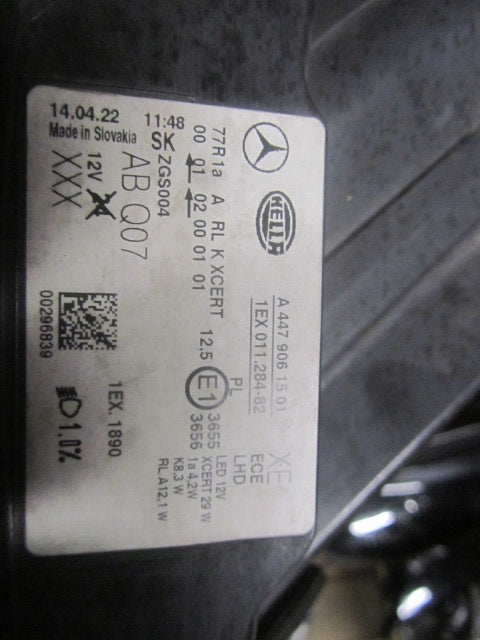 14.04.22 11:48
Made in Slovakia SK
12V ZGS004
XXX AB Q07
77R1a A RL K XCERT 12,5
00 01 02 00 01 01
HELLA
A 447 906 15 01
1EX 011.284-82
PL
E1 3655
3656
XE
ECE
LHD
LED 12V
XCERT 29 W
1a 4.2W
K8,3 W
RL,A12,1 W
00296839
1EX.1890
1.0%